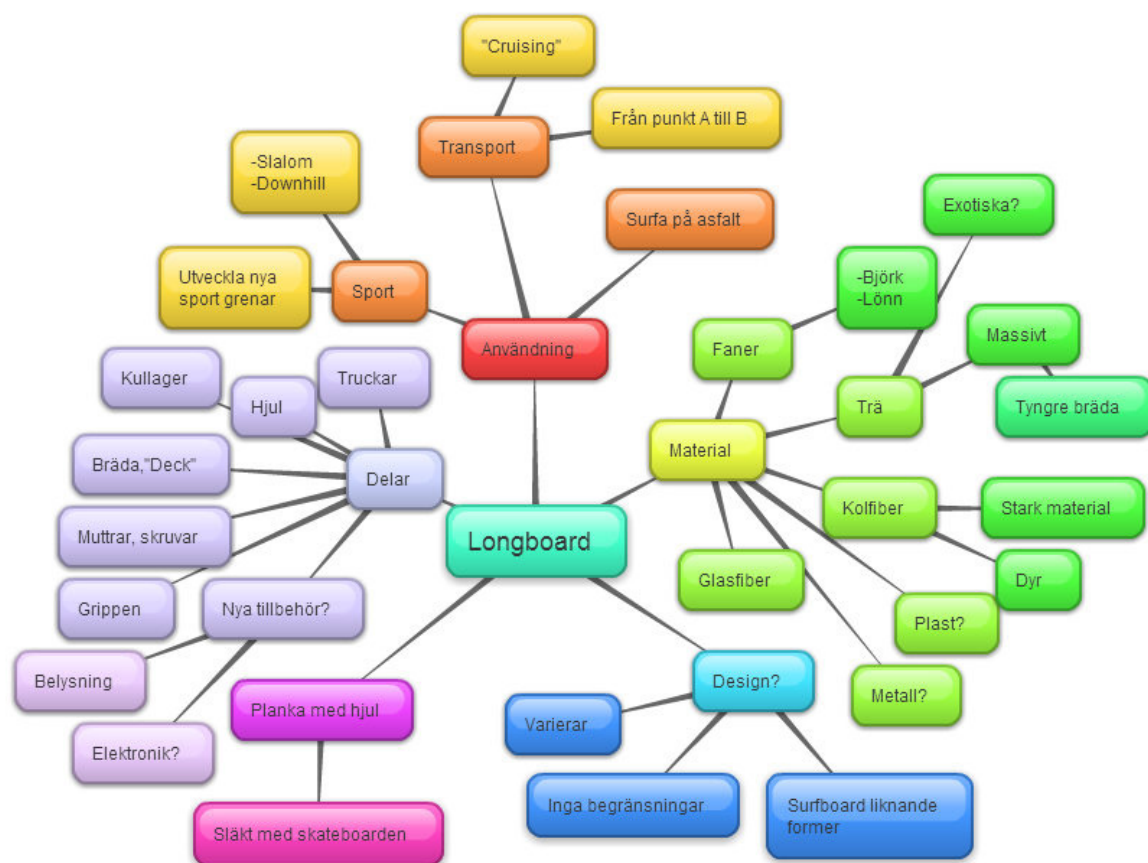 "Cruising"
Från punkt A till B
Transport
-Slalom
-Downhill
Surfa på asfalt
Exotiska?
Utveckla nya
sport grenar
Sport
-Björk
-Lönn
Användning
Faner
Massivt
Kullager
Truckar
Hjul
Trä
Tyngre bräda
Bräda,"Deck"
Delar
Material
Kolfiber
Stark material
Muttrar, skruvar
Longboard
Glasfiber
Dyr
Grippen
Nya tillbehör?
Plast?
Belysning
Planka med hjul
Design?
Metall?
Varierar
Elektronik?
Inga begränsningar
Surfboard liknande
former
Släkt med skateboarden